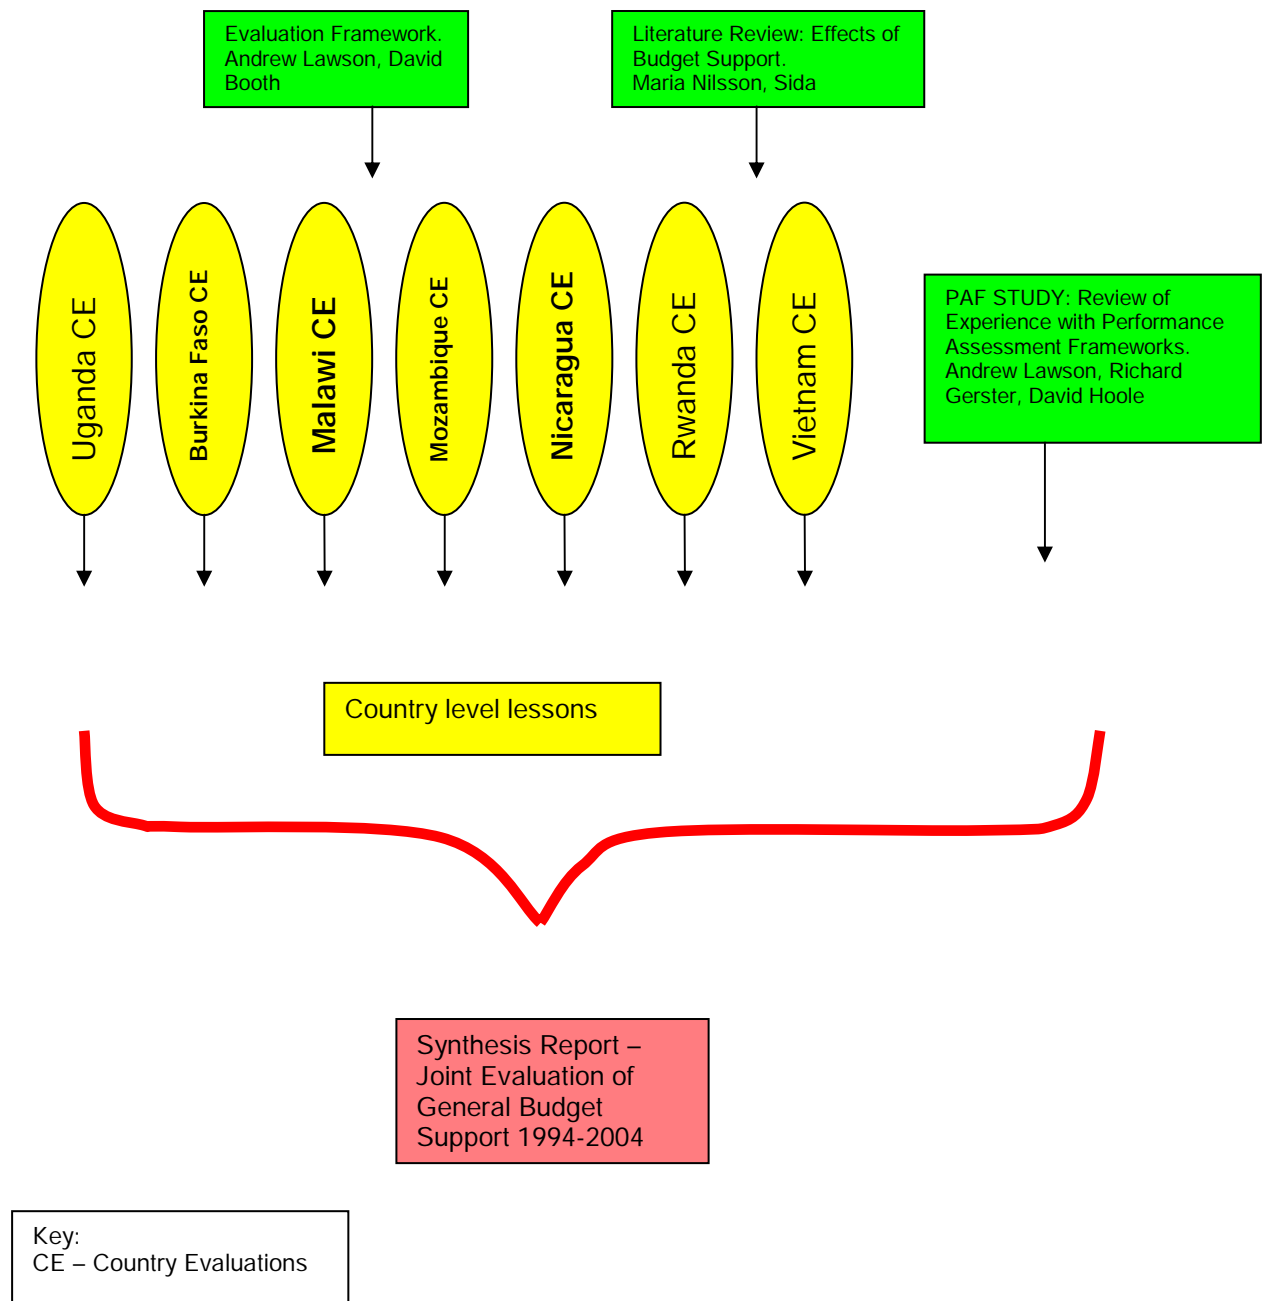 Evaluation Framework.
Andrew Lawson, David
Booth
Literature Review: Effects of
Budget Support.
Maria Nilsson, Sida
Uganda CE
Burkina Faso CE
Malawi CE
Mozambique CE
Nicaragua CE
Rwanda CE
Vietnam CE
PAF STUDY: Review of
Experience with Performance
Assessment Frameworks.
Andrew Lawson, Richard
Gerster, David Hoole
Country level lessons
Synthesis Report –
Joint Evaluation of
General Budget
Support 1994-2004
Key:
CE – Country Evaluations